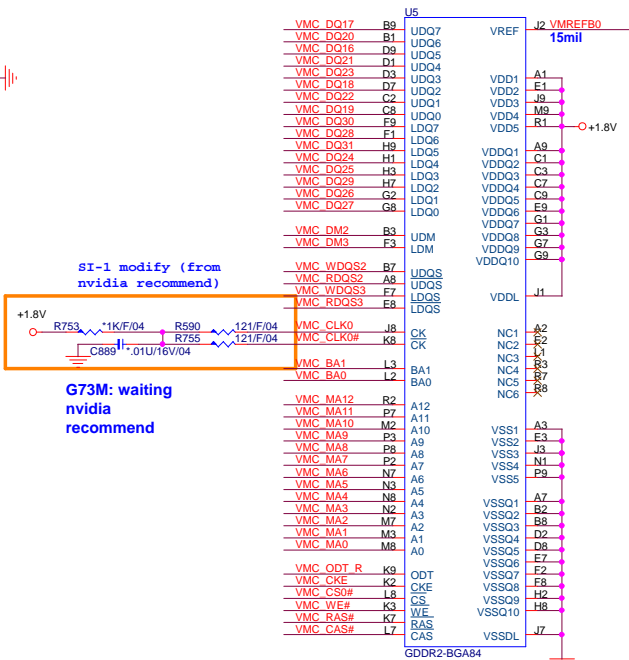 U5
VMC_DQ17 B9 UDQ7 VREF J2 VMREFB0
VMC_DQ20 B1 UDQ6 15mil
VMC_DQ16 D9 UDQ5
VMC_DQ21 D1 UDQ4
VMC_DQ23 D3 UDQ3 VDD1 A1
VMC_DQ18 D7 UDQ2 VDD2 E1
VMC_DQ22 C2 UDQ1 VDD3 J9
VMC_DQ19 C8 UDQ0 VDD4 M9
VMC_DQ30 F9 LDQ7 VDD5 R1 +1.8V
VMC_DQ28 F1 LDQ6
VMC_DQ31 H9 LDQ5 VDDQ1 A9
VMC_DQ24 H1 LDQ4 VDDQ2 C1
VMC_DQ25 H3 LDQ3 VDDQ3 C3
VMC_DQ29 H7 LDQ2 VDDQ4 C7
VMC_DQ26 G2 LDQ1 VDDQ5 C9
VMC_DQ27 G8 LDQ0 VDDQ6 E9
VDDQ7 G1
VMC_DM2 B3 UDM VDDQ8 G3
VMC_DM3 F3 LDM VDDQ9 G7
VDDQ10 G9
SI-1 modify (from
nvidia recommend)
VMC_WDQS2 B7 UDQS
VMC_RDQS2 A8 UDQS
VMC_WDQS3 F7 LDQS VDDL J1
VMC_RDQS3 E8 LDQS
+1.8V
R753 *1K/F/04 R590 121/F/04 VMC_CLK0 J8 CK NC1 A2
R755 121/F/04 VMC_CLK0# K8 CK NC2 E2
C889 *.01U/16V/04 NC3 L1
VMC_BA1 L3 BA1 NC4 R3
VMC_BA0 L2 BA0 NC5 R7
NC6 R8
G73M: waiting
nvidia
recommend
VMC_MA12 R2 A12
VMC_MA11 P7 A11
VMC_MA10 M2 A10 VSS1 A3
VMC_MA9 P3 A9 VSS2 E3
VMC_MA8 P8 A8 VSS3 J3
VMC_MA7 P2 A7 VSS4 N1
VMC_MA6 N7 A6 VSS5 P9
VMC_MA5 N3 A5
VMC_MA4 N8 A4 VSSQ1 A7
VMC_MA3 N2 A3 VSSQ2 B2
VMC_MA2 M7 A2 VSSQ3 B8
VMC_MA1 M3 A1 VSSQ4 D2
VMC_MA0 M8 A0 VSSQ5 D8
VSSQ6 E7
VMC_ODT_R K9 ODT VSSQ7 F2
VMC_CKE K2 CKE VSSQ8 F8
VMC_CS0# L8 CS VSSQ9 H2
VMC_WE# K3 WE VSSQ10 H8
VMC_RAS# K7 RAS
VMC_CAS# L7 CAS VSSDL J7
GDDR2-BGA84